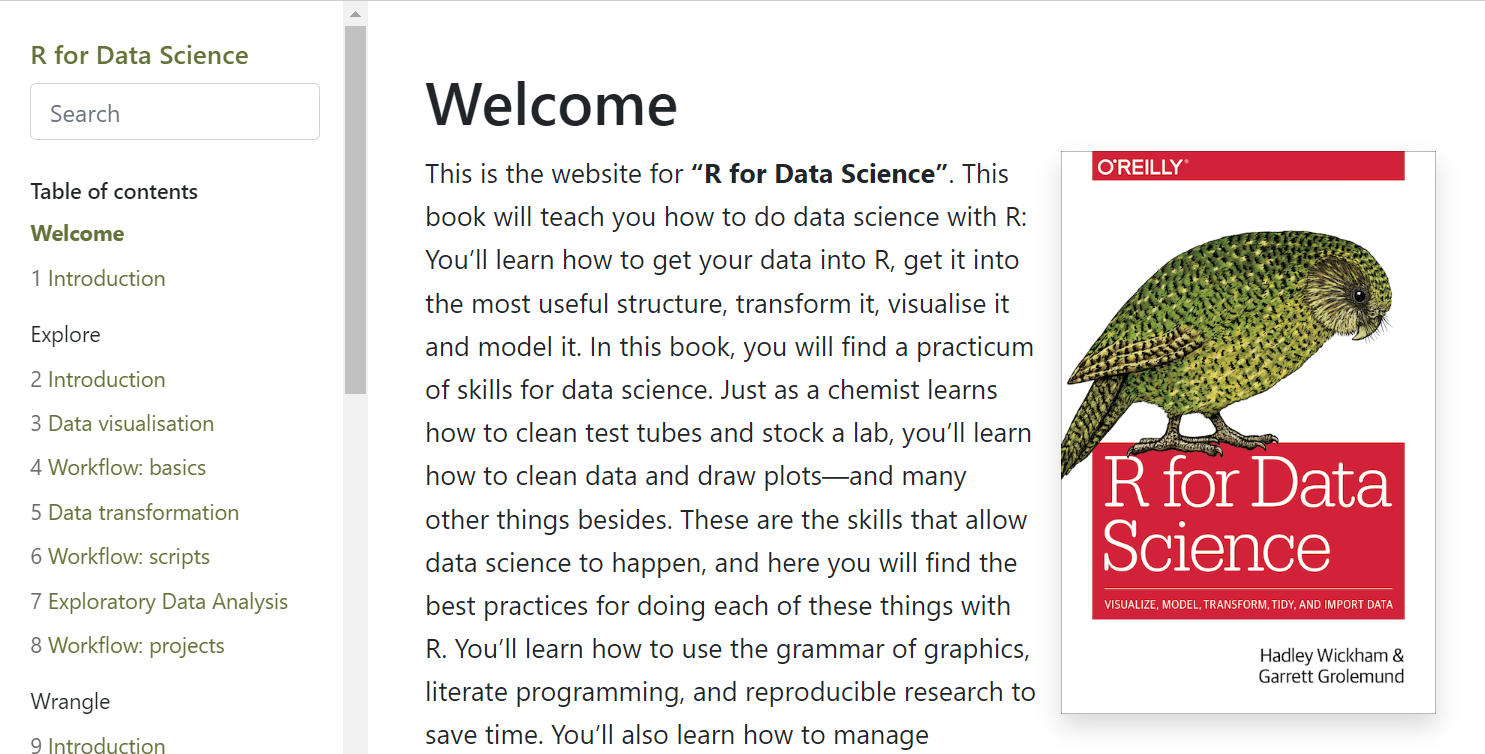 R for Data Science
Search
Table of contents
Welcome
1 Introduction
Explore
2 Introduction
3 Data visualisation
4 Workflow: basics
5 Data transformation
6 Workflow: scripts
7 Exploratory Data Analysis
8 Workflow: projects
Wrangle
9 Introduction
Welcome
This is the website for “R for Data Science”. This
book will teach you how to do data science with R:
You’ll learn how to get your data into R, get it into
the most useful structure, transform it, visualise it
and model it. In this book, you will find a practicum
of skills for data science. Just as a chemist learns
how to clean test tubes and stock a lab, you’ll learn
how to clean data and draw plots—and many
other things besides. These are the skills that allow
data science to happen, and here you will find the
best practices for doing each of these things with
R. You’ll learn how to use the grammar of graphics,
literate programming, and reproducible research to
save time. You’ll also learn how to manage
O'REILLY®
R for Data
Science
VISUALIZE, MODEL, TRANSFORM, TIDY, AND IMPORT DATA
Hadley Wickham &
Garrett Grolemund